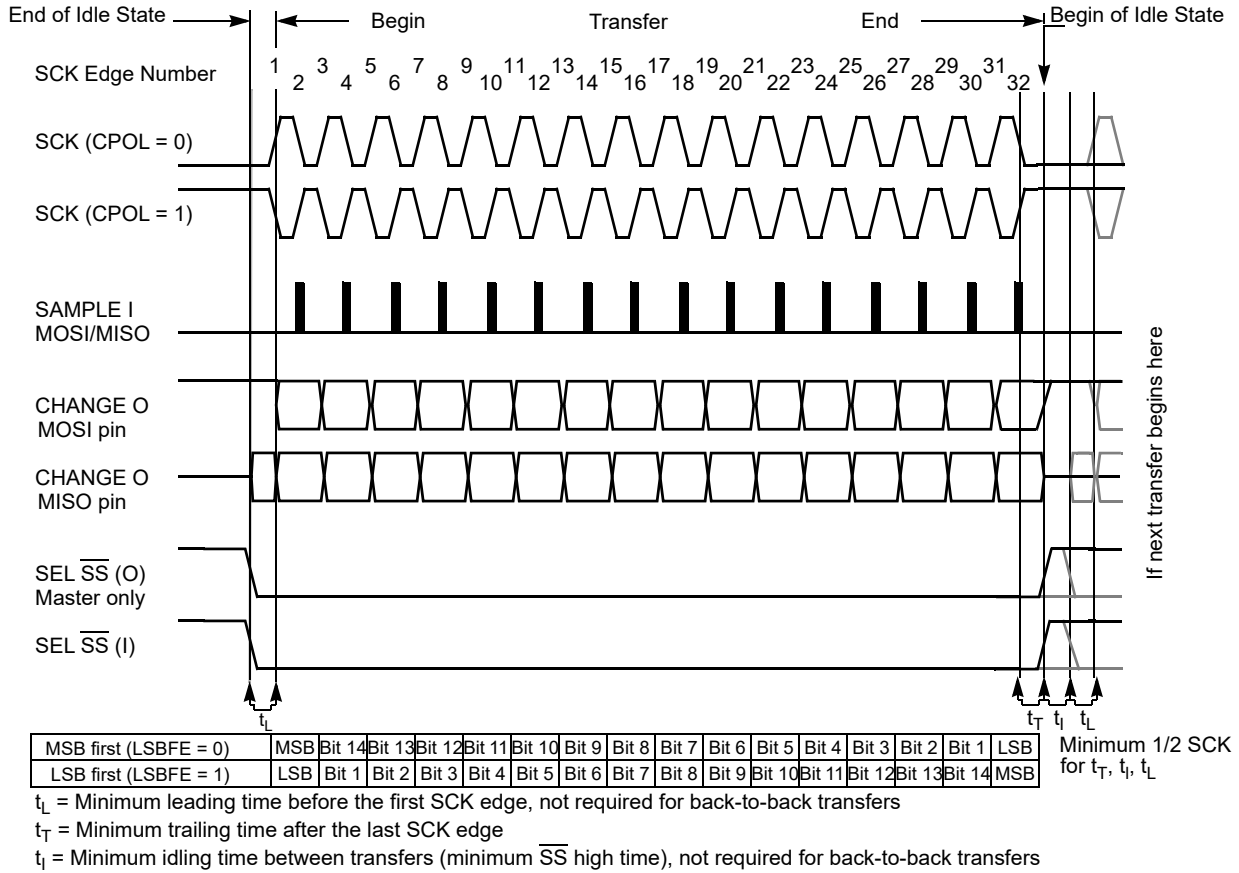 End of Idle State
Begin
Transfer
End
Begin of Idle State
SCK Edge Number
1 3 5 7 9 11 13 15 17 19 21 23 25 27 29 31
2 4 6 8 10 12 14 16 18 20 22 24 26 28 30 32
SCK (CPOL = 0)
SCK (CPOL = 1)
SAMPLE I
MOSI/MISO
CHANGE O
MOSI pin
CHANGE O
MISO pin
SEL SS (O)
Master only
SEL SS (I)
If next transfer begins here
tL
tT tI tL
MSB first (LSBFE = 0) MSB Bit 14 Bit 13 Bit 12 Bit 11 Bit 10 Bit 9 Bit 8 Bit 7 Bit 6 Bit 5 Bit 4 Bit 3 Bit 2 Bit 1 LSB
LSB first (LSBFE = 1) LSB Bit 1 Bit 2 Bit 3 Bit 4 Bit 5 Bit 6 Bit 7 Bit 8 Bit 9 Bit 10 Bit 11 Bit 12 Bit 13 Bit 14 MSB
Minimum 1/2 SCK
for tT, tI, tL
tL = Minimum leading time before the first SCK edge, not required for back-to-back transfers
tT = Minimum trailing time after the last SCK edge
tI = Minimum idling time between transfers (minimum SS high time), not required for back-to-back transfers